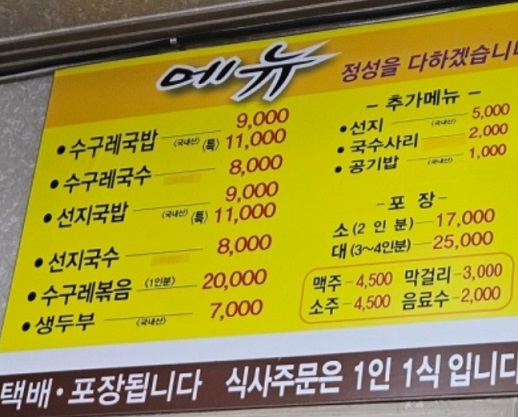 메뉴 정성을 다하겠습니
• 수구레국밥 (국내산) 9,000
(특) 11,000
• 수구레국수 8,000
• 선지국밥 (국내산) 9,000
(특) 11,000
• 선지국수 8,000
• 수구레볶음 (1인분) 20,000
• 생두부 (국내산) 7,000
- 추가메뉴 -
• 선지 (국내산) 5,000
• 국수사리 2,000
• 공기밥 (국내산) 1,000
- 포 장 -
소 (2 인 분) 17,000
대 (3~4인분) 25,000
맥주 - 4,500 막걸리 - 3,000
소주 - 4,500 음료수 - 2,000
택배 · 포장됩니다 식사주문은 1인 1식 입니다